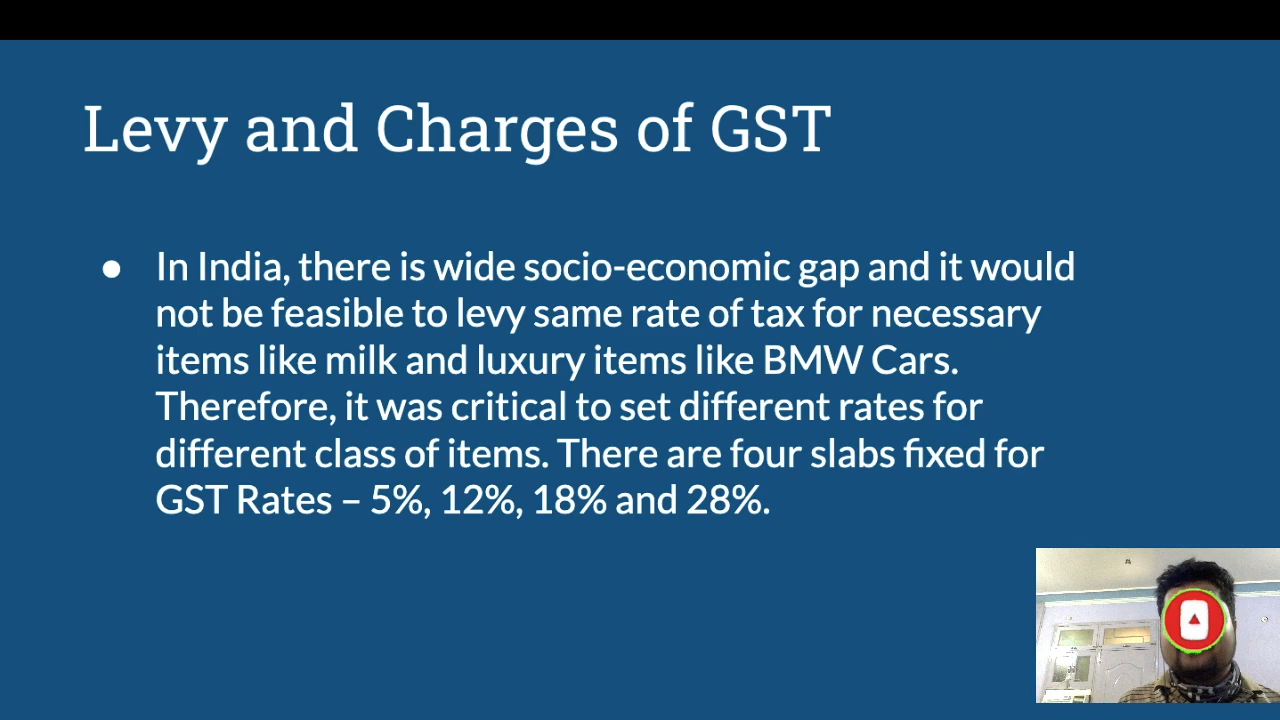 Levy and Charges of GST
● In India, there is wide socio-economic gap and it would
not be feasible to levy same rate of tax for necessary
items like milk and luxury items like BMW Cars.
Therefore, it was critical to set different rates for
different class of items. There are four slabs fixed for
GST Rates – 5%, 12%, 18% and 28%.